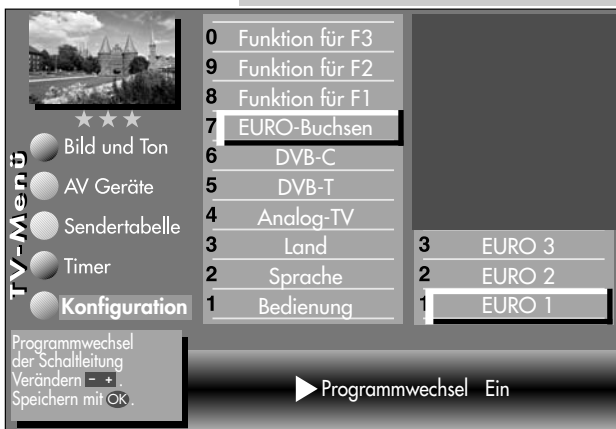 TV-Menü
Bild und Ton
AV Geräte
Sendertabelle
Timer
Konfiguration
0 Funktion für F3
9 Funktion für F2
8 Funktion für F1
7 EURO-Buchsen
6 DVB-C
5 DVB-T
4 Analog-TV
3 Land
2 Sprache
1 Bedienung
3 EURO 3
2 EURO 2
1 EURO 1
Programmwechsel
der Schaltleitung
Verändern - + .
Speichern mit OK .
Programmwechsel Ein